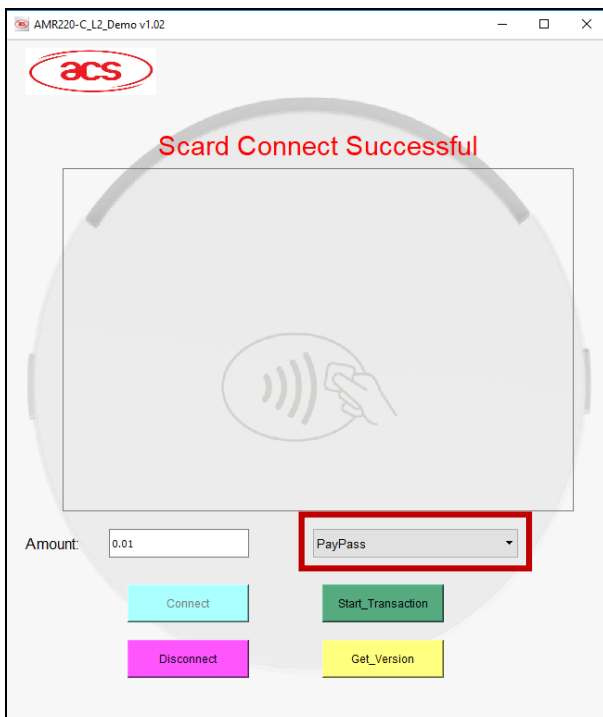 AMR220-C_L2_Demo v1.02
acs
Scard Connect Successful
Amount:
0.01
PayPass
Connect
Start_Transaction
Disconnect
Get_Version